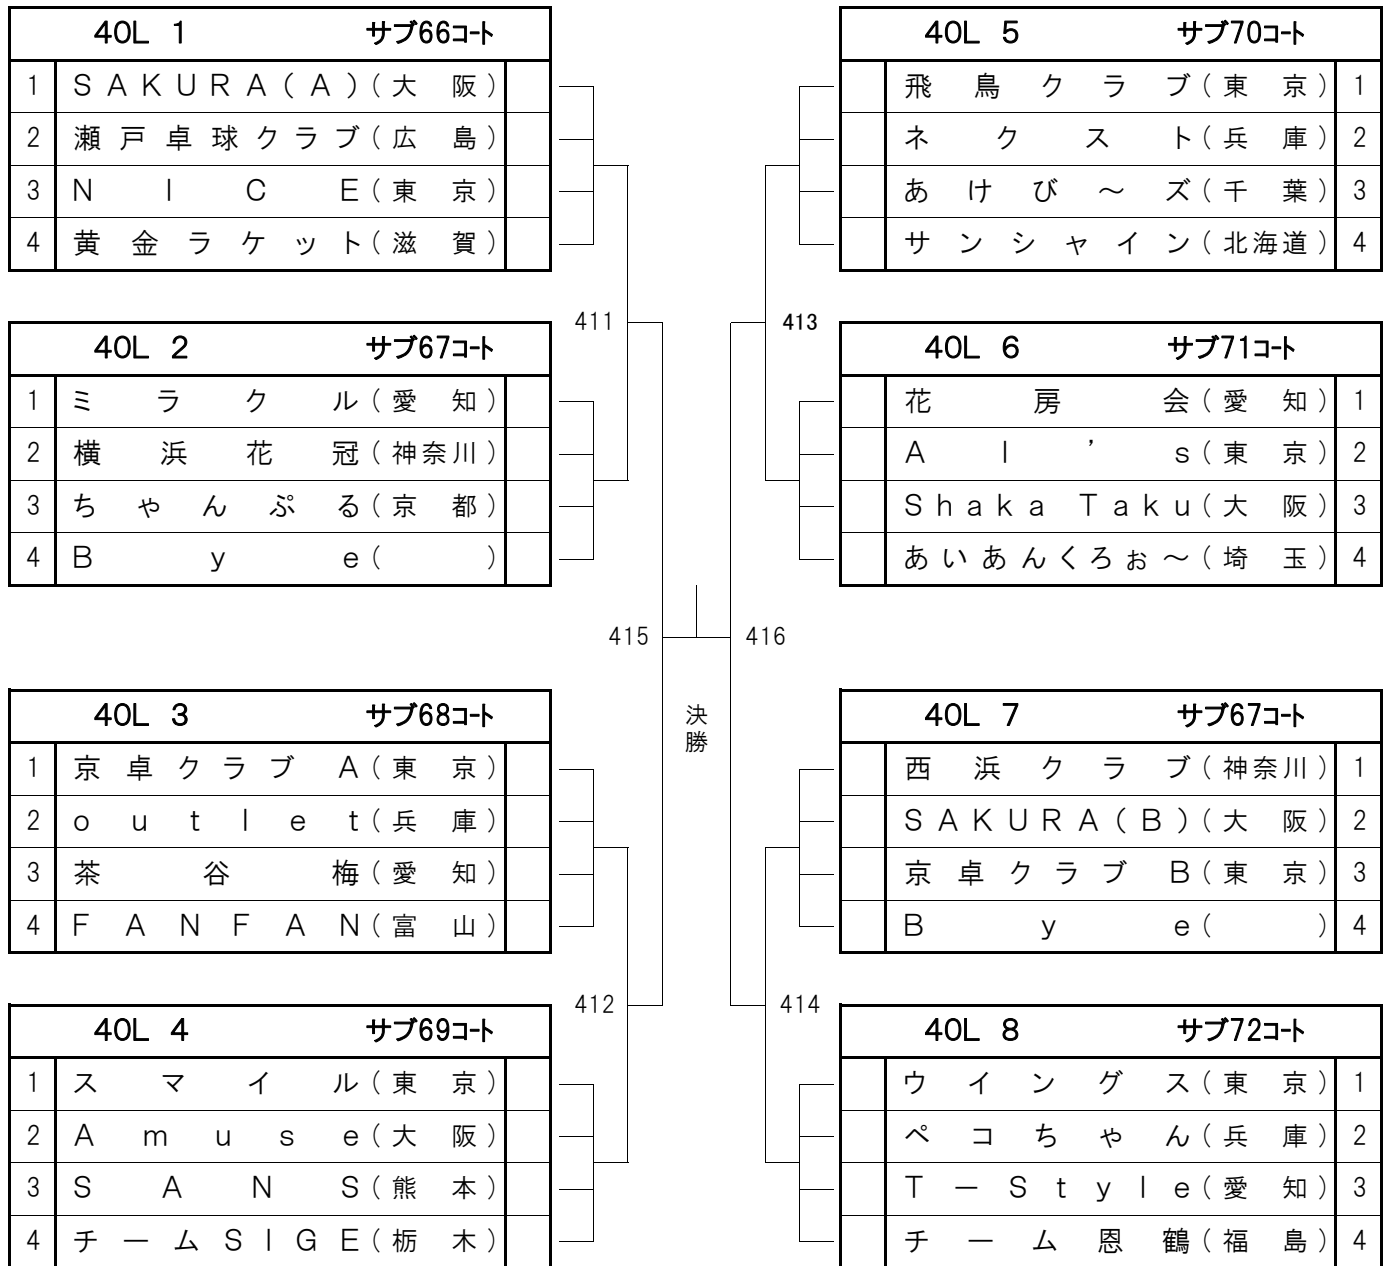 40L 1 サブ66コート
1 SAKURA(A)(大阪)
2 瀬戸卓球クラブ(広島)
3 NICE(東京)
4 黄金ラケット(滋賀)
411
40L 2 サブ67コート
1 ミラクル(愛知)
2 横浜花冠(神奈川)
3 ちゃんぷる(京都)
4 Bye( )
415
40L 3 サブ68コート
1 京卓クラブA(東京)
2 outlet(兵庫)
3 茶谷梅(愛知)
4 FANFAN(富山)
412
40L 4 サブ69コート
1 スマイル(東京)
2 Amuse(大阪)
3 SANS(熊本)
4 チームSIGE(栃木)
決勝
40L 5 サブ70コート
飛鳥クラブ(東京) 1
ネクスト(兵庫) 2
あけび～ズ(千葉) 3
サンシャイン(北海道) 4
413
40L 6 サブ71コート
花房会(愛知) 1
Al’s(東京) 2
Shaka Taku(大阪) 3
あいあんくろぉ～(埼玉) 4
416
40L 7 サブ67コート
西浜クラブ(神奈川) 1
SAKURA(B)(大阪) 2
京卓クラブB(東京) 3
Bye( ) 4
414
40L 8 サブ72コート
ウイングス(東京) 1
ペコちゃん(兵庫) 2
T－Style(愛知) 3
チーム恩鶴(福島) 4